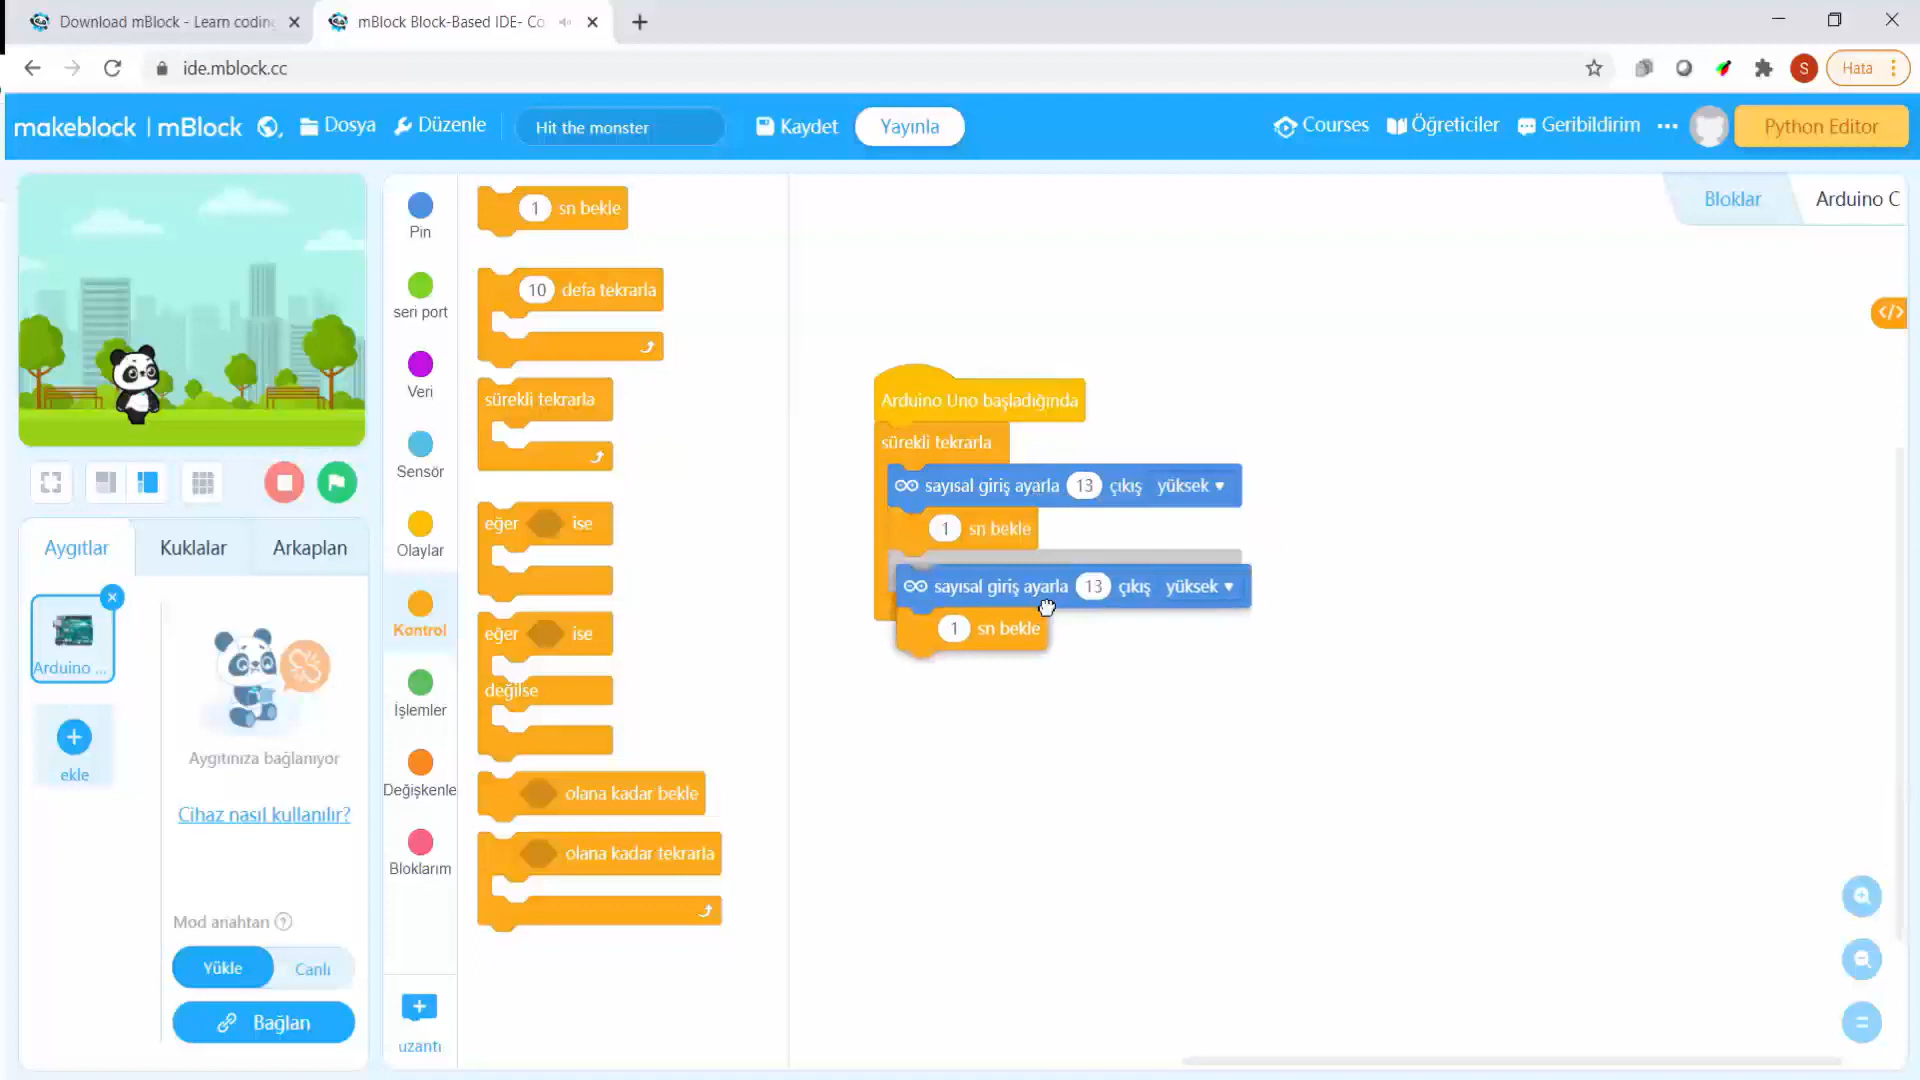 Download mBlock - Learn coding
mBlock Block-Based IDE- Co
ide.mblock.cc
S
Hata
makeblock | mBlock
Dosya
Düzenle
Hit the monster
Kaydet
Yayınla
Courses
Öğreticiler
Geribildirim
Python Editor
Pin
seri port
Veri
Sensör
Olaylar
Kontrol
İşlemler
Değişkenle
Bloklarım
uzantı
1 sn bekle
10 defa tekrarla
sürekli tekrarla
eğer ise
eğer ise
değilse
olana kadar bekle
olana kadar tekrarla
Bloklar
Arduino C
Arduino Uno başladığında
sürekli tekrarla
sayısal giriş ayarla 13 çıkış yüksek
1 sn bekle
sayısal giriş ayarla 13 çıkış yüksek
1 sn bekle
Aygıtlar
Kuklalar
Arkaplan
Arduino ...
ekle
Aygıtınıza bağlanıyor
Cihaz nasıl kullanılır?
Mod anahtarı ?
Yükle
Canlı
Bağlan